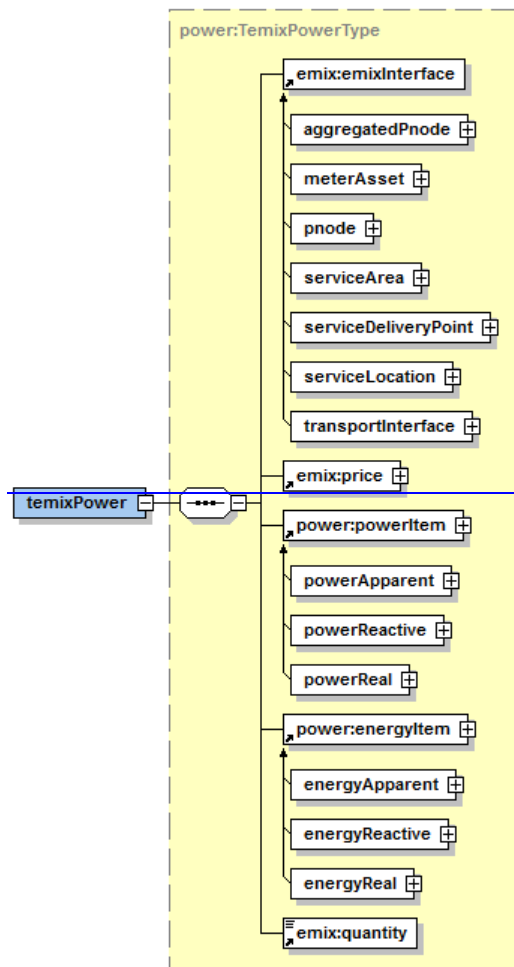 power:TemixPowerType
emix:emixInterface
aggregatedPnode
meterAsset
pnode
serviceArea
serviceDeliveryPoint
serviceLocation
transportInterface
emix:price
temixPower
power:powerItem
powerApparent
powerReactive
powerReal
power:energyItem
energyApparent
energyReactive
energyReal
emix:quantity